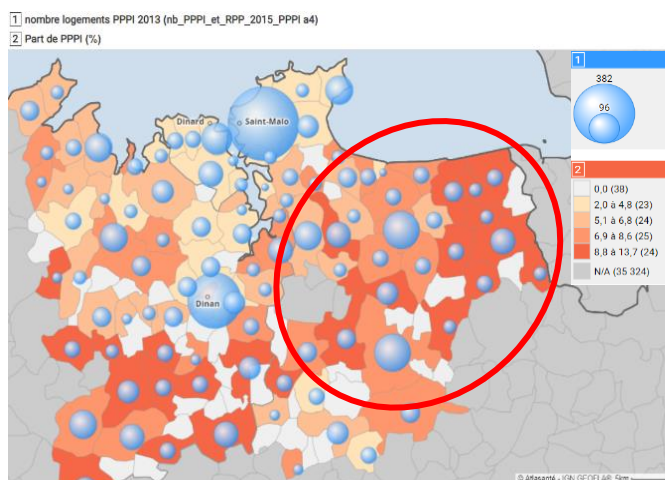 1 nombre logements PPPI 2013 (nb_PPPI_et_RPP_2015_PPPI a4)
2 Part de PPPI (%)
1
382
96
Dinard
Saint-Malo
2
0,0 (38)
2,0 à 4,8 (23)
5,1 à 6,8 (24)
6,9 à 8,6 (25)
8,8 à 13,7 (24)
N/A (35 324)
Dinan
© Atlasanté - IGN GEOFLA®, 5km